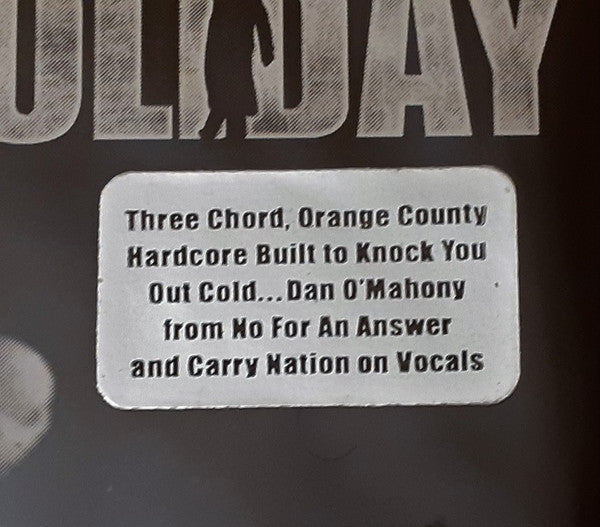 OLIDAY
Three Chord, Orange County
Hardcore Built to Knock You
Out Cold...Dan O'Mahony
from No For An Answer
and Carry Nation on Vocals